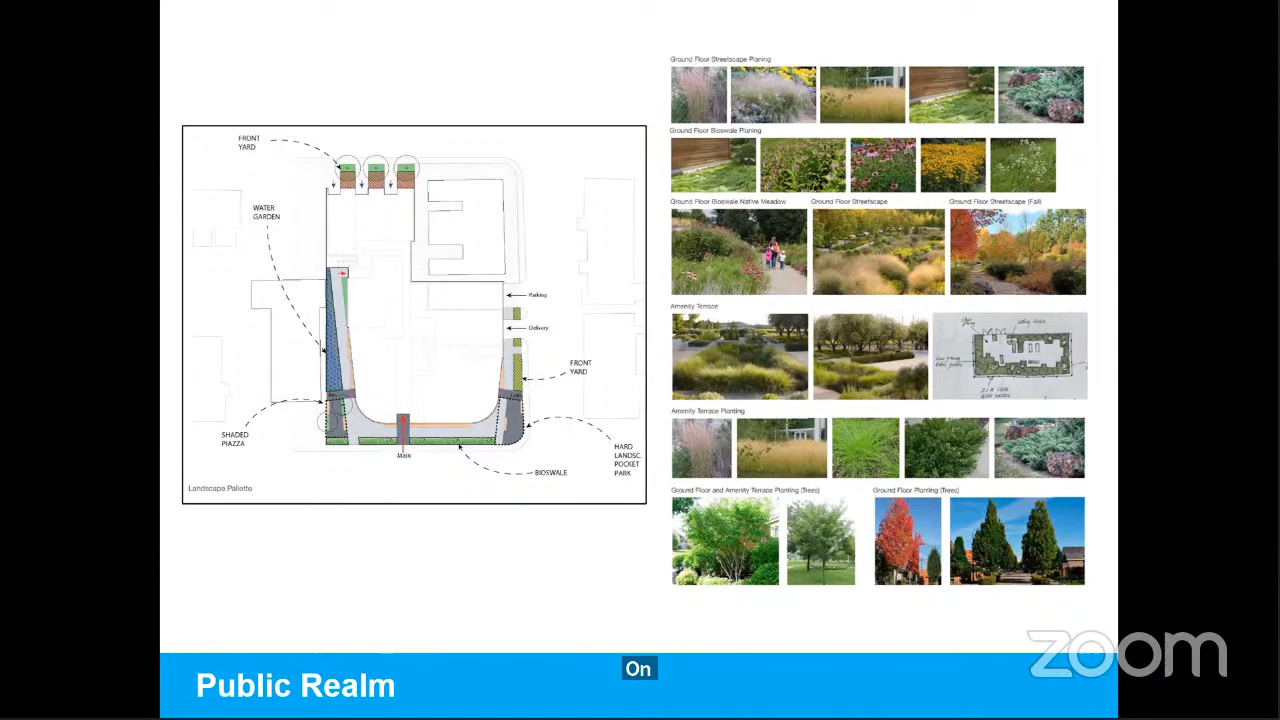 FRONT
YARD
WATER
GARDEN
Parking
Delivery
FRONT
YARD
SHADED
PIAZZA
Main
HARD
LANDSC.
POCKET
PARK
BIOSWALE
Landscape Pallette
Ground Floor Streetscape Planing
Ground Floor Bioswale Planing
Ground Floor Bioswale Native Meadow
Ground Floor Streetscape
Ground Floor Streetscape (Fall)
Amenity Terrace
Amenity Terrace Planting
Ground Floor and Amenity Terrace Planting (Trees)
Ground Floor Planting (Trees)
Public Realm
On
zoom